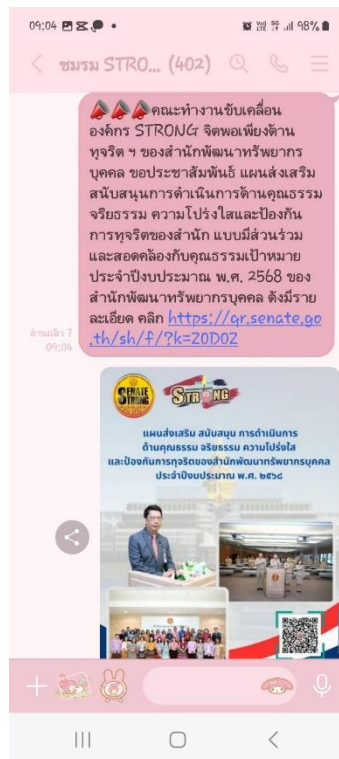 09:04
98%
ชมรม STRO... (402)
📣📣📣คณะทำงานขับเคลื่อน
องค์กร STRONG จิตพอเพียงต้าน
ทุจริต ฯ ของสำนักพัฒนาทรัพยากร
บุคคล ขอประชาสัมพันธ์ แผนส่งเสริม
สนับสนุนการดำเนินการด้านคุณธรรม
จริยธรรม ความโปร่งใสและป้องกัน
การทุจริตของสำนัก แบบมีส่วนร่วม
และสอดคล้องกับคุณธรรมเป้าหมาย
ประจำปีงบประมาณ พ.ศ. 2568 ของ
สำนักพัฒนาทรัพยากรบุคคล ดังมีราย
ละเอียด คลิก https://qr.senate.go
.th/sh/f/?k=Z0D0Z
อ่านแล้ว 7
09:04
SENATE
STRONG
STRONG
แผนส่งเสริม สนับสนุน การดำเนินการ
ด้านคุณธรรม จริยธรรม ความโปร่งใส
และป้องกันการทุจริตของสำนักพัฒนาทรัพยากรบุคคล
ประจำปีงบประมาณ พ.ศ. ๒๕๖๘